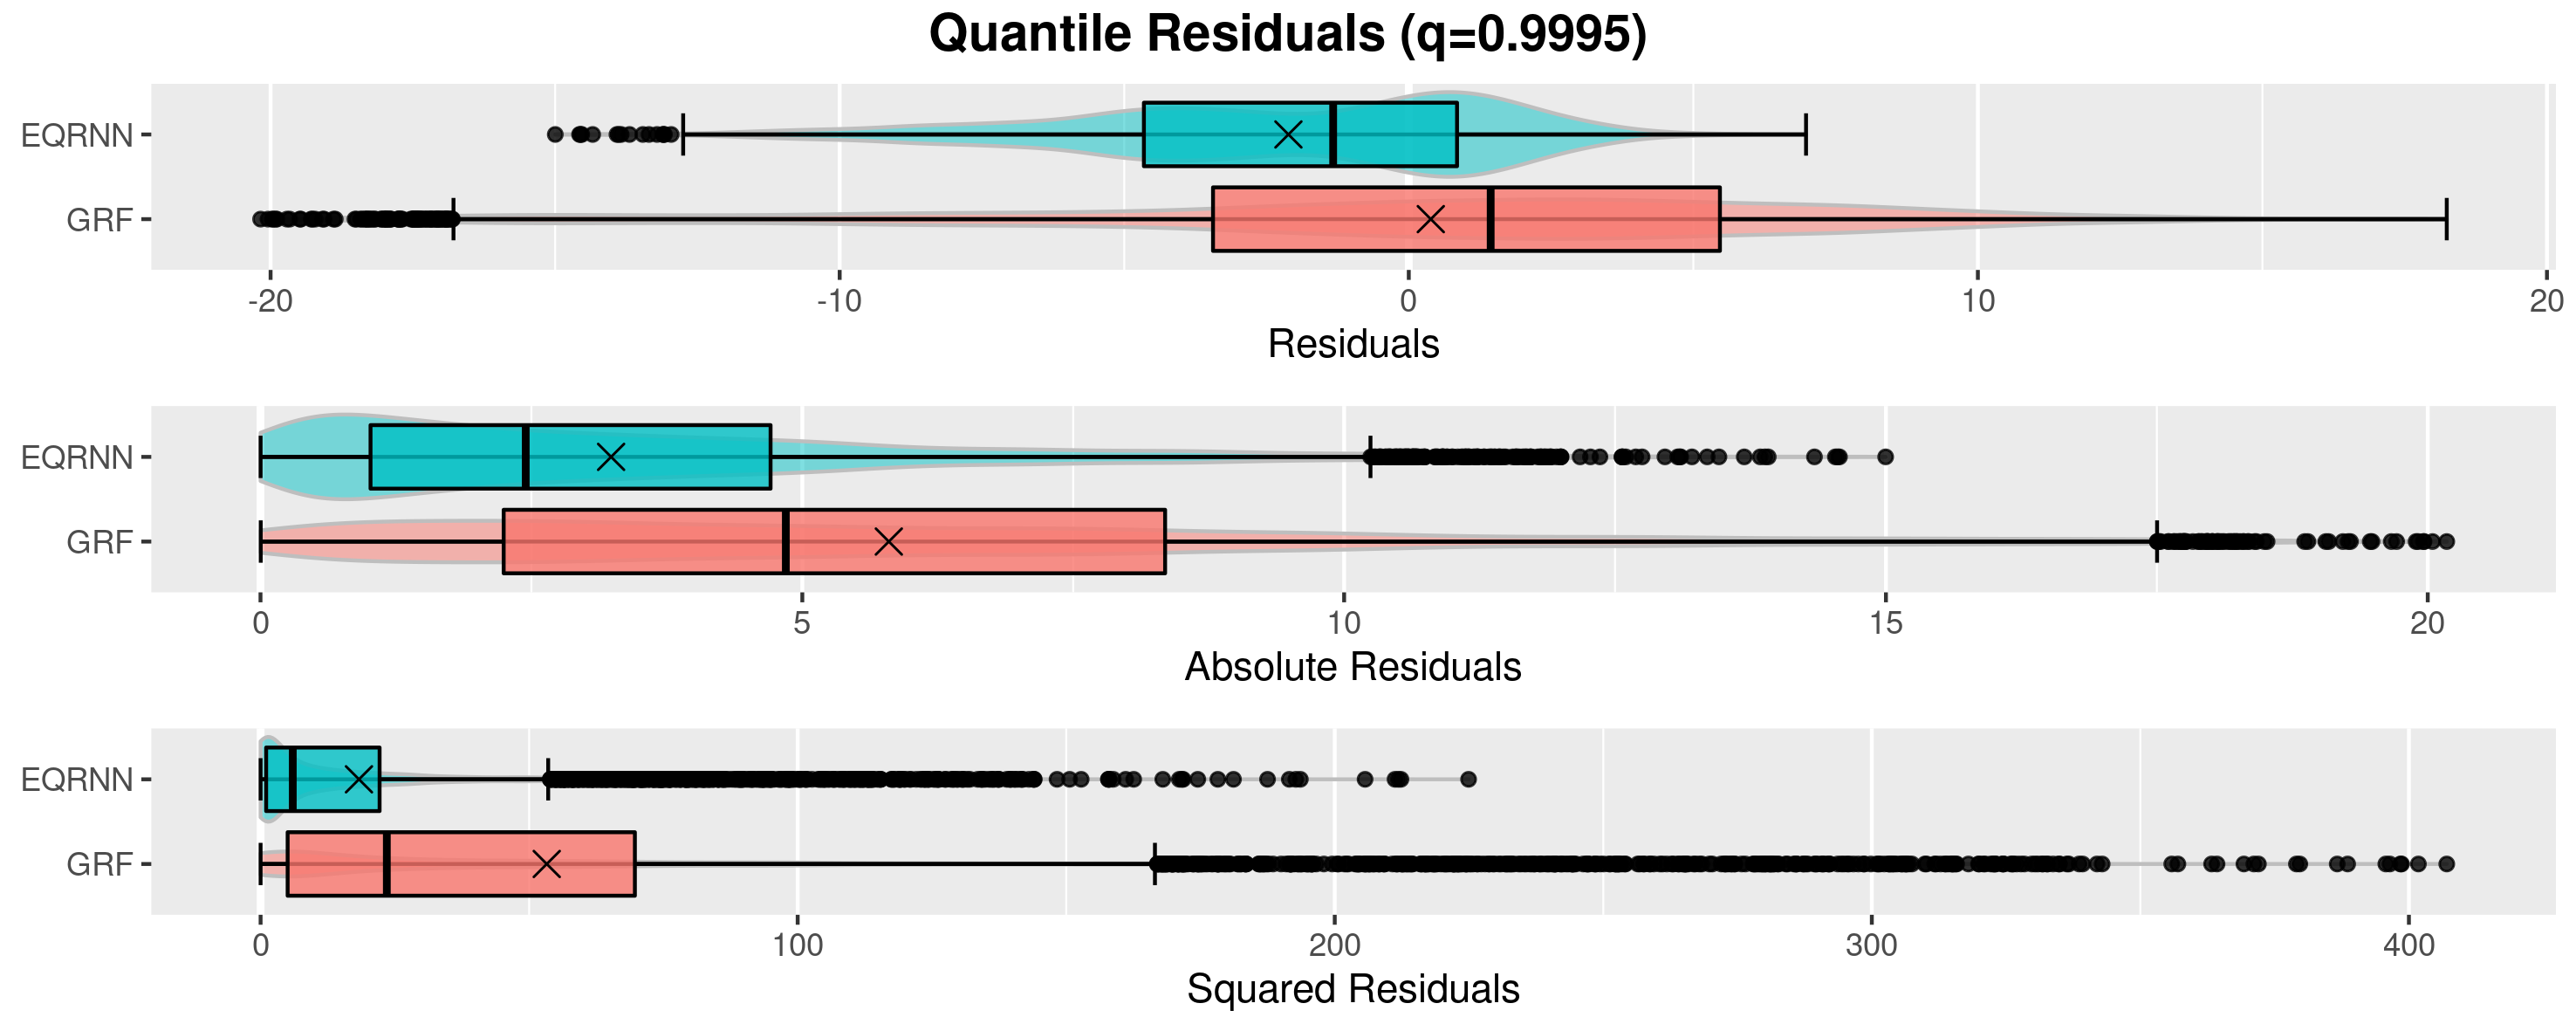 Quantile Residuals (q=0.9995)
EQRNN
GRF
-20 -10 0 10 20
Residuals
EQRNN
GRF
0 5 10 15 20
Absolute Residuals
EQRNN
GRF
0 100 200 300 400
Squared Residuals